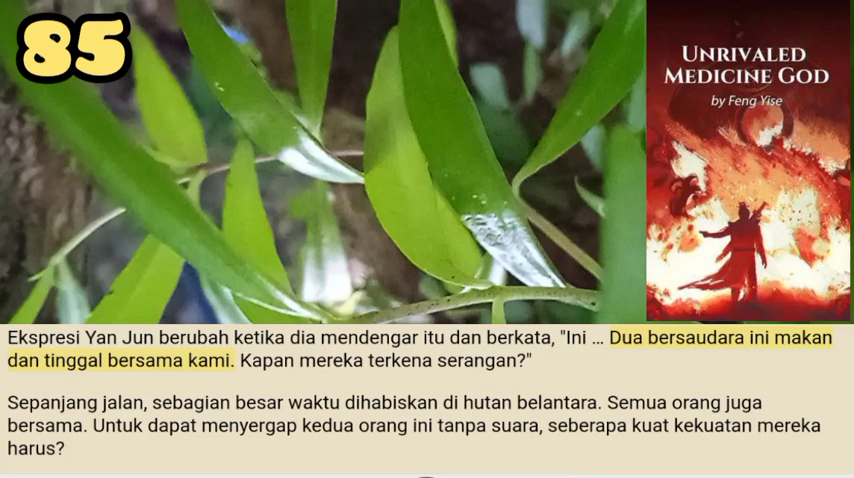 85
UNRIVALED
MEDICINE GOD
by Feng Yise
Ekspresi Yan Jun berubah ketika dia mendengar itu dan berkata, "Ini ... Dua bersaudara ini makan
dan tinggal bersama kami. Kapan mereka terkena serangan?"
Sepanjang jalan, sebagian besar waktu dihabiskan di hutan belantara. Semua orang juga
bersama. Untuk dapat menyergap kedua orang ini tanpa suara, seberapa kuat kekuatan mereka
harus?